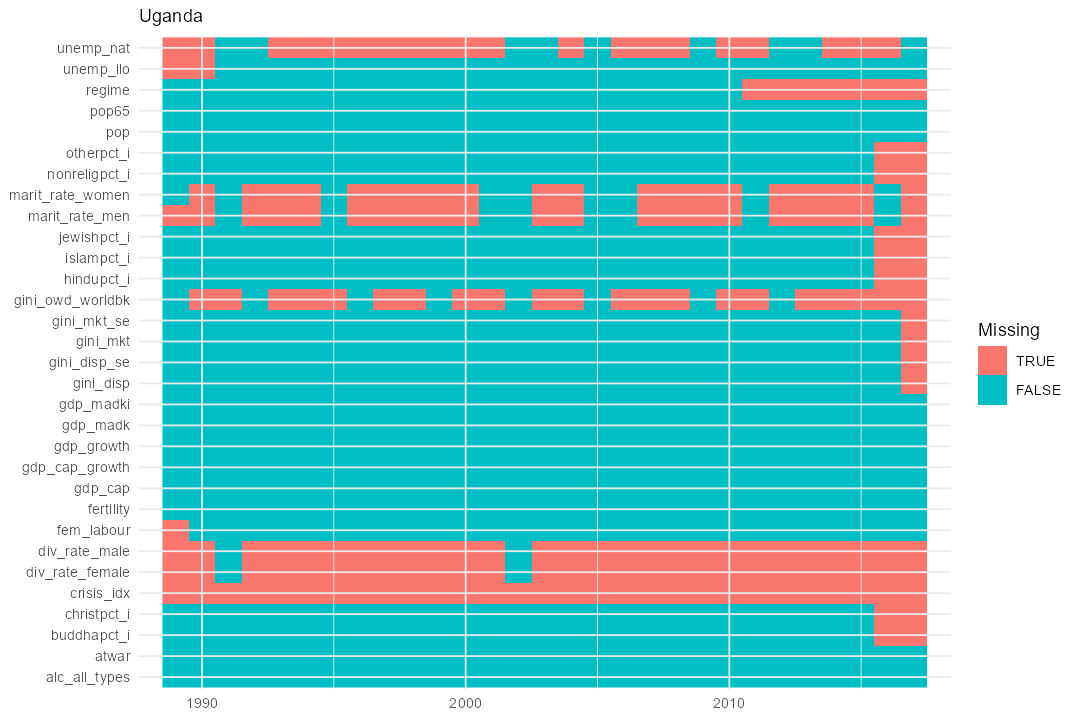 Uganda
unemp_nat
unemp_ilo
regime
pop65
pop
otherpct_i
nonreligpct_i
marit_rate_women
marit_rate_men
jewishpct_i
islampct_i
hindupct_i
gini_owd_worldbk
gini_mkt_se
gini_mkt
gini_disp_se
gini_disp
gdp_madki
gdp_madk
gdp_growth
gdp_cap_growth
gdp_cap
fertility
fem_labour
div_rate_male
div_rate_female
crisis_idx
christpct_i
buddhapct_i
atwar
alc_all_types
1990 2000 2010
Missing
TRUE
FALSE